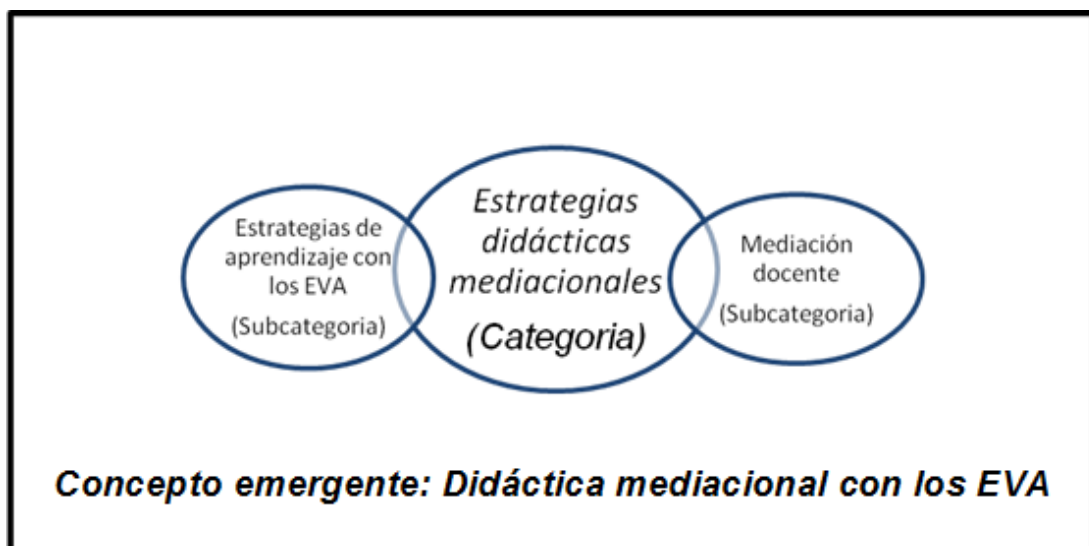 Estrategias de
aprendizaje con
los EVA
(Subcategoria)
Estrategias
didácticas
mediacionales
(Categoria)
Mediación
docente
(Subcategoria)
Concepto emergente: Didáctica mediacional con los EVA